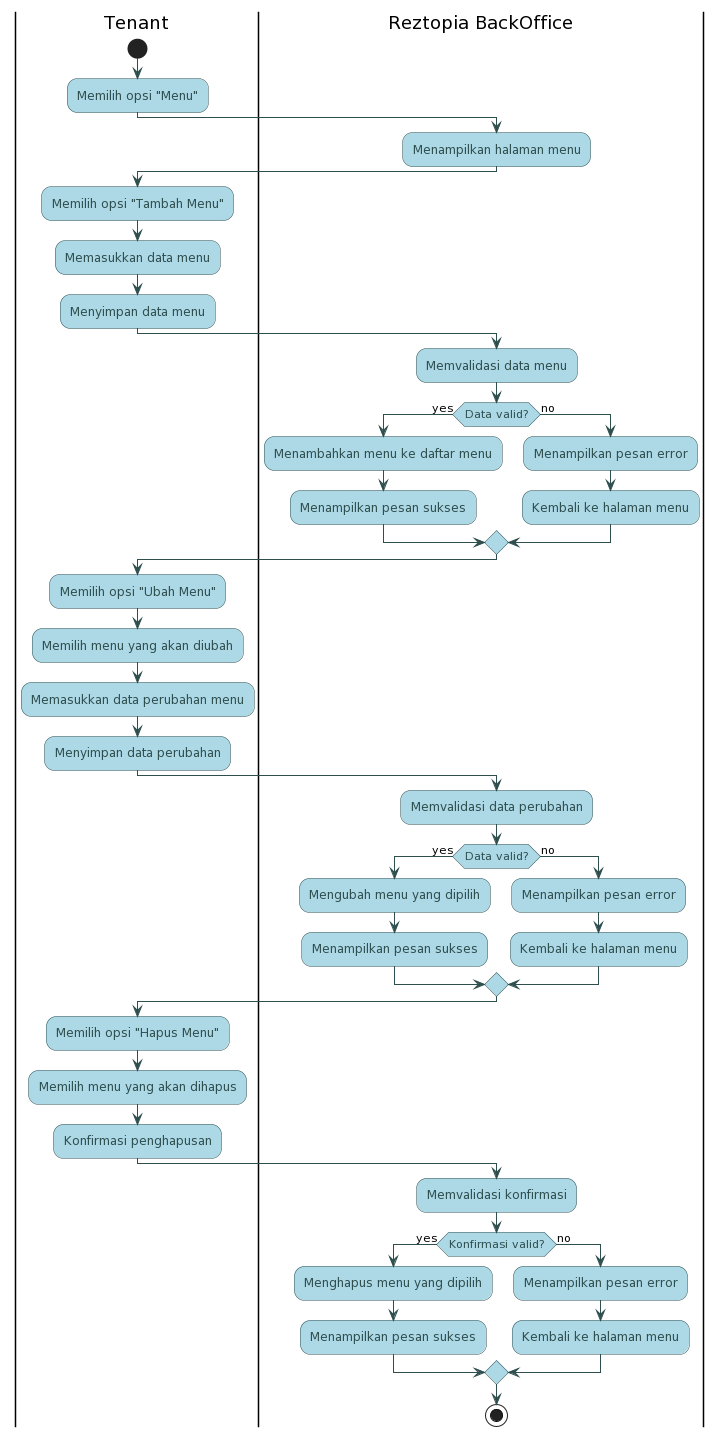 Tenant
Reztopia BackOffice
Memilih opsi "Menu"
Menampilkan halaman menu
Memilih opsi "Tambah Menu"
Memasukkan data menu
Menyimpan data menu
Memvalidasi data menu
yes
Data valid?
no
Menambahkan menu ke daftar menu
Menampilkan pesan error
Menampilkan pesan sukses
Kembali ke halaman menu
Memilih opsi "Ubah Menu"
Memilih menu yang akan diubah
Memasukkan data perubahan menu
Menyimpan data perubahan
Memvalidasi data perubahan
yes
Data valid?
no
Mengubah menu yang dipilih
Menampilkan pesan error
Menampilkan pesan sukses
Kembali ke halaman menu
Memilih opsi "Hapus Menu"
Memilih menu yang akan dihapus
Konfirmasi penghapusan
Memvalidasi konfirmasi
yes
Konfirmasi valid?
no
Menghapus menu yang dipilih
Menampilkan pesan error
Menampilkan pesan sukses
Kembali ke halaman menu